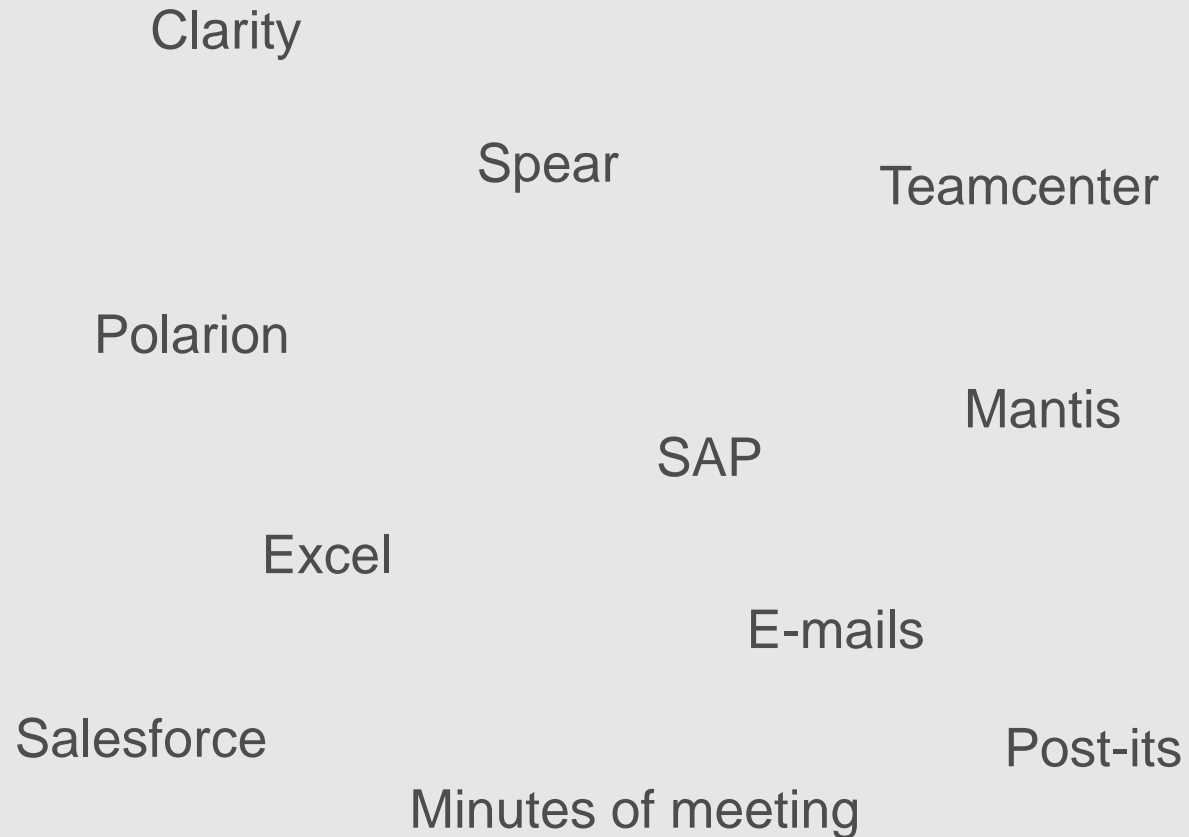 Clarity
Spear
Teamcenter
Polarion
Mantis
SAP
Excel
E-mails
Salesforce
Post-its
Minutes of meeting